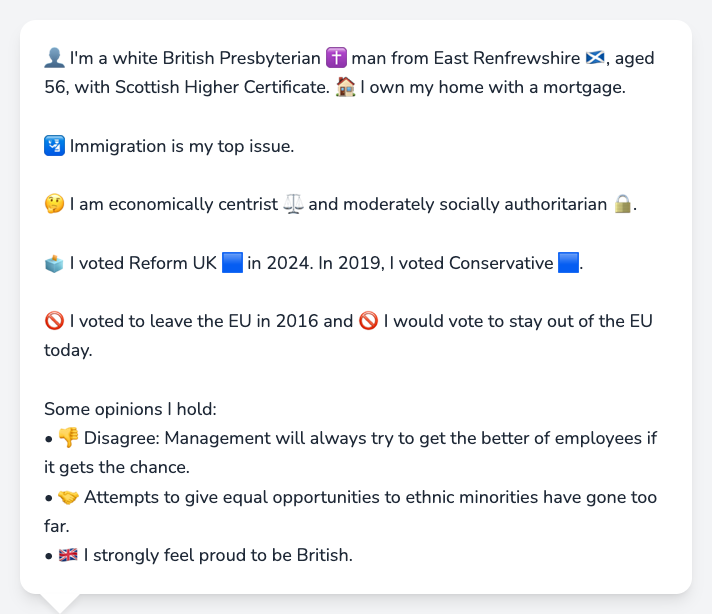 👤 I'm a white British Presbyterian ✝️ man from East Renfrewshire 🏴󠁧󠁢󠁳󠁣󠁴󠁿, aged
56, with Scottish Higher Certificate. 🏠 I own my home with a mortgage.
🛂 Immigration is my top issue.
🤔 I am economically centrist ⚖️ and moderately socially authoritarian 🔒.
🗳️ I voted Reform UK 🟦 in 2024. In 2019, I voted Conservative 🟦.
🚫 I voted to leave the EU in 2016 and 🚫 I would vote to stay out of the EU
today.
Some opinions I hold:
• 👎 Disagree: Management will always try to get the better of employees if
it gets the chance.
• 🤝 Attempts to give equal opportunities to ethnic minorities have gone too
far.
• 🇬🇧 I strongly feel proud to be British.